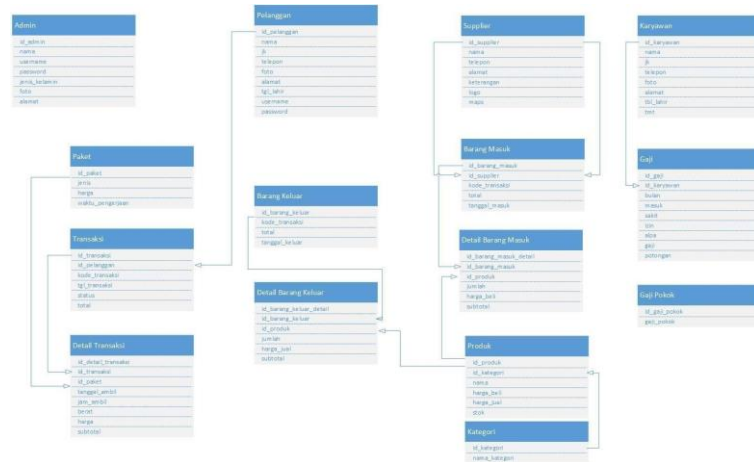 Admin
id_admin
nama
username
password
jenis_kelamin
foto
alamat
Pelanggan
id_pelanggan
nama
jk
telepon
foto
alamat
tgl_lahir
username
password
Supplier
id_supplier
nama
telepon
alamat
keterangan
logo
maps
Karyawan
id_karyawan
nama
jk
telepon
foto
alamat
tgl_lahir
Paket
id_paket
jenis
harga
waktu_pengerjaan
Barang Keluar
id_barang_keluar
kode_transaksi
total
tanggal_keluar
Barang Masuk
id_barang_masuk
id_supplier
kode_transaksi
total
tanggal_masuk
Gaji
id_gaji
id_karyawan
bulan
masuk
sakit
izin
alpa
gaji
potongan
Transaksi
id_transaksi
id_pelanggan
kode_transaksi
tgl_transaksi
status
total
Detail Barang Keluar
id_barang_keluar_detail
id_barang_keluar
id_produk
jumlah
harga_jual
subtotal
Detail Barang Masuk
id_barang_masuk_detail
id_barang_masuk
id_produk
jumlah
harga_beli
subtotal
Gaji Pokok
id_gaji_pokok
gaji_pokok
Detail Transaksi
id_detail_transaksi
id_transaksi
id_paket
tanggal_ambil
jam_ambil
berat
harga
subtotal
Produk
id_produk
id_kategori
nama
harga_beli
harga_jual
stok
Kategori
id_kategori
nama_kategori